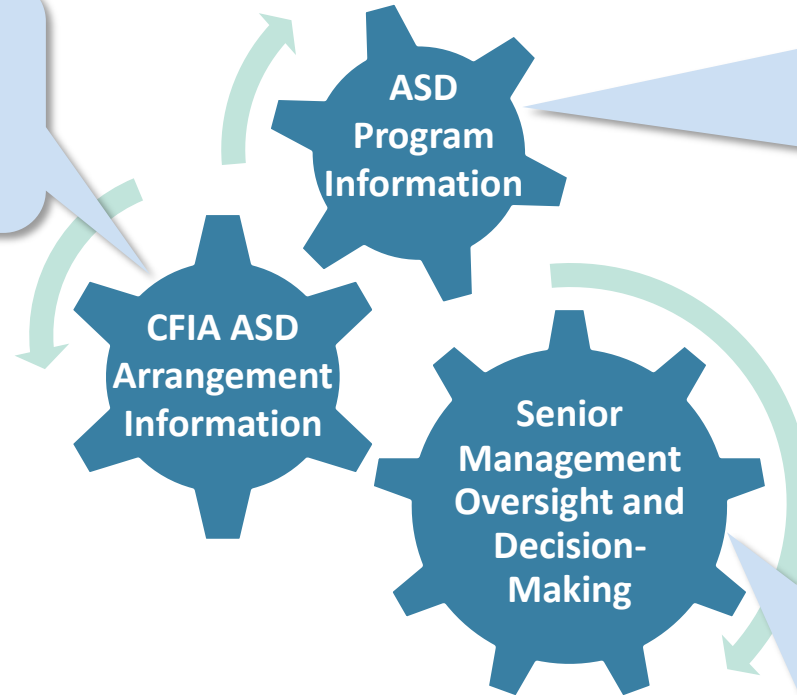 ASD
Program
Information
CFIA ASD
Arrangement
Information
Senior
Management
Oversight and
Decision-
Making